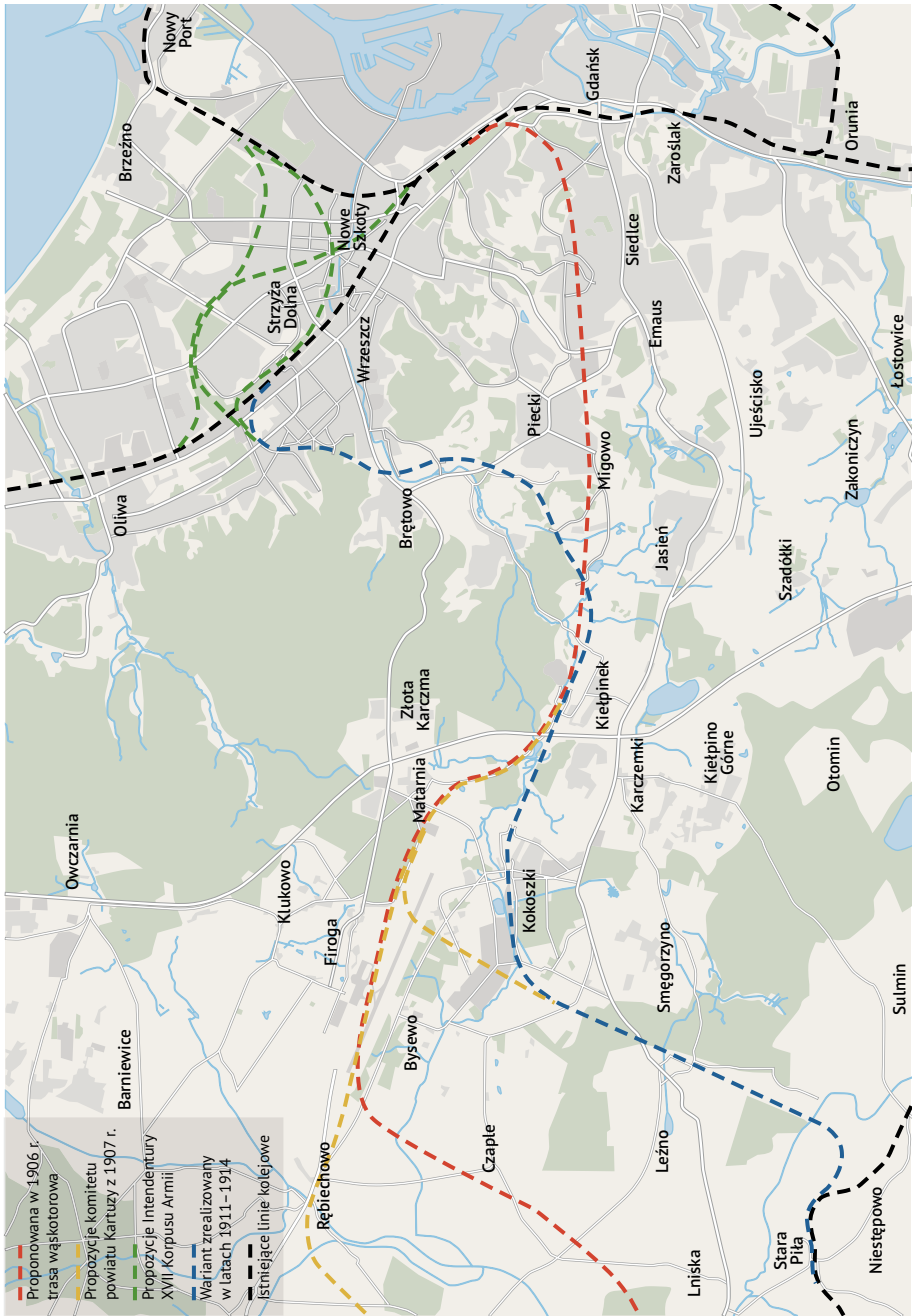 Proponowana w 1906 r.
trasa wąskotorowa
Propozycje komitetu
powiatu Kartuzy z 1907 r.
Propozycje Intendentury
XVII Korpusu Armii
Wariant zrealizowany
w latach 1911–1914
Istniejące linie kolejowe
Owczarnia
Barniewice
Oliwa
Brzeźno
Nowy
Port
Klukowo
Firoga
Strzyża
Dolna
Rębiechowo
Nowe
Szkoty
Wrzeszcz
Bysewo
Matarnia
Złota
Karczma
Brętowo
Czaple
Kokoszki
Piecki
Gdańsk
Kiełpinek
Migowo
Siedlce
Karczemki
Emaus
Leźno
Smęgorzyno
Jasień
Zaroślak
Lniska
Kiełpino
Górne
Ujeścisko
Stara
Piła
Szadółki
Otomin
Zakoniczyn
Orunia
Niestępowo
Sulmin
Łostowice